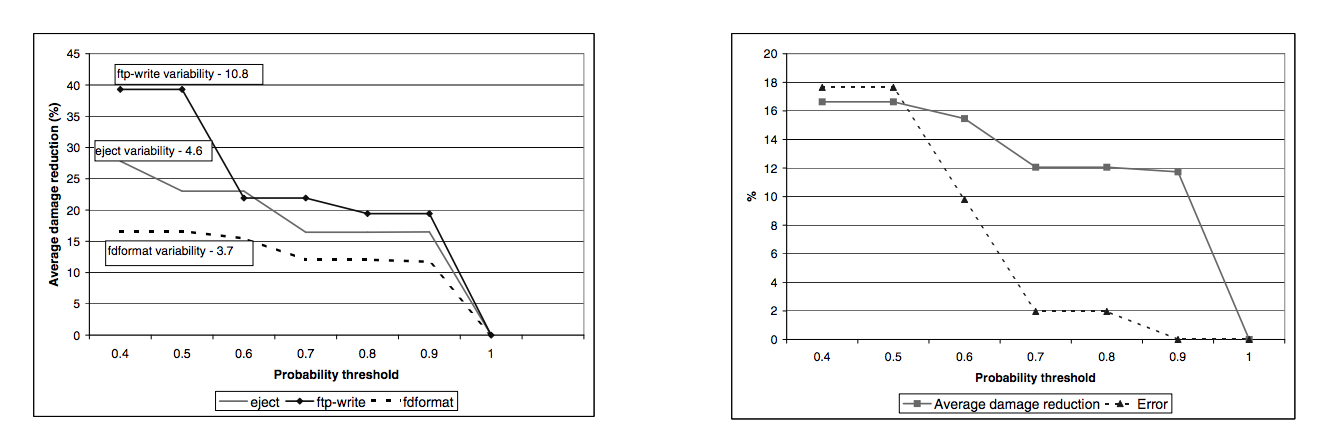 45
40
35
30
25
20
15
10
5
0
Average damage reduction (%)
ftp-write variability - 10.8
eject variability - 4.6
fdformat variability - 3.7
0.4 0.5 0.6 0.7 0.8 0.9 1
Probability threshold
eject ftp-write fdformat
20
18
16
14
12
10
8
6
4
2
0
%
0.4 0.5 0.6 0.7 0.8 0.9 1
Probability threshold
Average damage reduction Error